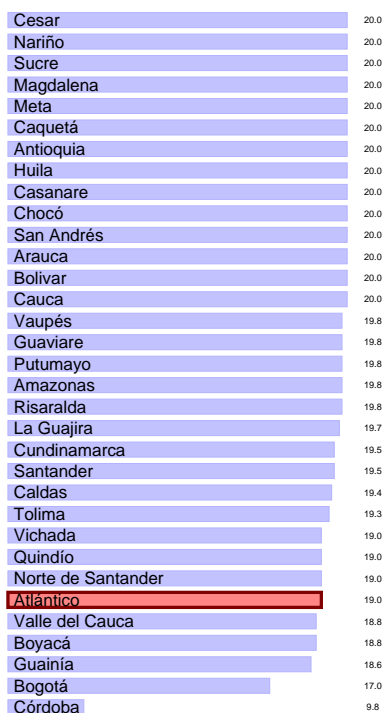 Cesar 20.0
Nariño 20.0
Sucre 20.0
Magdalena 20.0
Meta 20.0
Caquetá 20.0
Antioquia 20.0
Huila 20.0
Casanare 20.0
Chocó 20.0
San Andrés 20.0
Arauca 20.0
Bolivar 20.0
Cauca 20.0
Vaupés 19.8
Guaviare 19.8
Putumayo 19.8
Amazonas 19.8
Risaralda 19.8
La Guajira 19.7
Cundinamarca 19.5
Santander 19.5
Caldas 19.4
Tolima 19.3
Vichada 19.0
Quindío 19.0
Norte de Santander 19.0
Atlántico 19.0
Valle del Cauca 18.8
Boyacá 18.8
Guainía 18.6
Bogotá 17.0
Córdoba 9.8